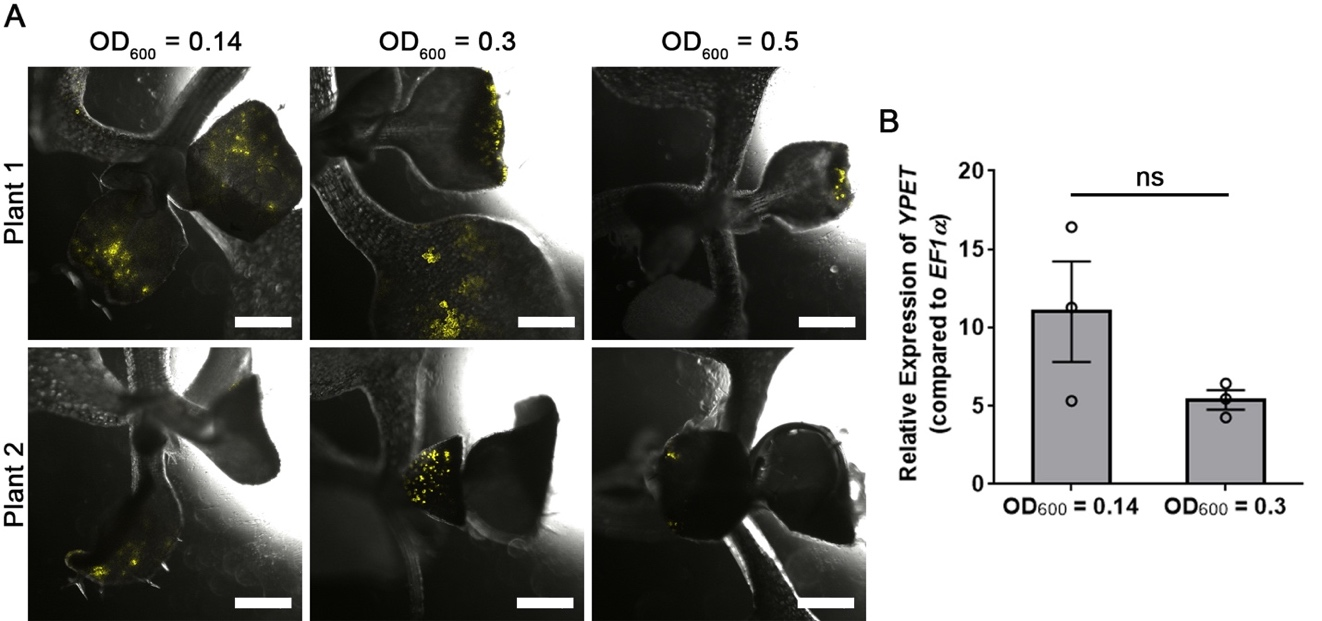 A
OD600 = 0.14
OD600 = 0.3
OD600 = 0.5
Plant 1
Plant 2
B
Relative Expression of YPET
(compared to EF1α)
20
15
10
5
0
ns
OD600 = 0.14
OD600 = 0.3